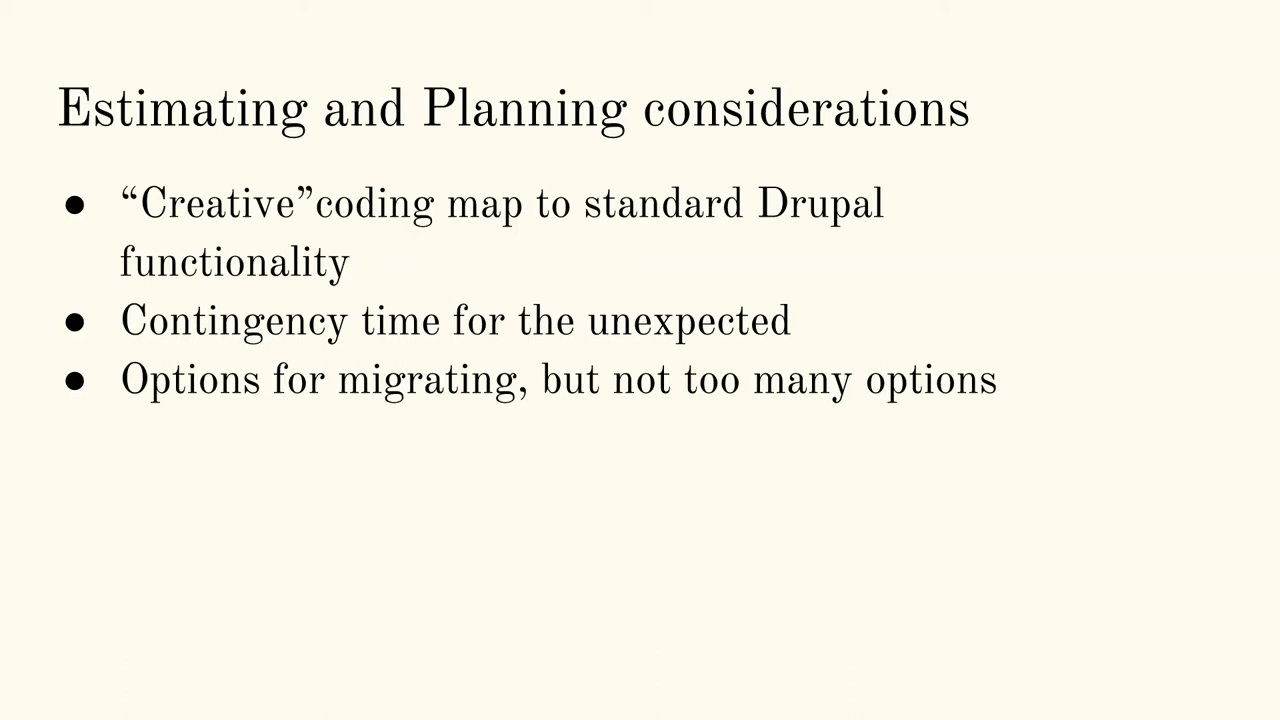 Estimating and Planning considerations
● “Creative”coding map to standard Drupal
functionality
● Contingency time for the unexpected
● Options for migrating, but not too many options